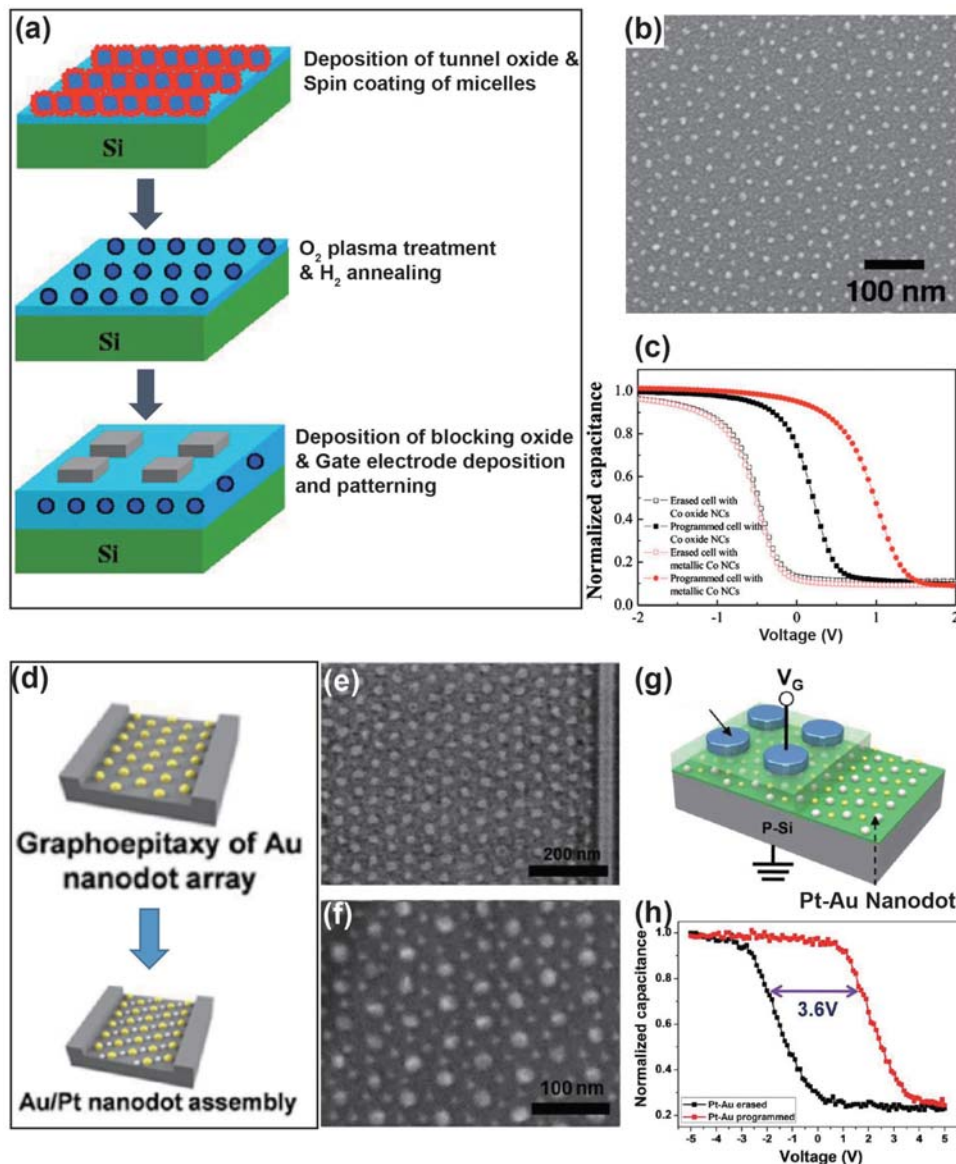 (a)
Deposition of tunnel oxide &
Spin coating of micelles
Si
O₂ plasma treatment
& H₂ annealing
Si
Deposition of blocking oxide
& Gate electrode deposition
and patterning
Si
(b)
100 nm
(c)
Normalized capacitance
1.0
0.8
0.6
0.4
0.2
0.0
Erased cell with
Co oxide NCs
Programmed cell with
Co oxide NCs
Erased cell with
metallic Co NCs
Programmed cell with
metallic Co NCs
-2 -1 0 1 2
Voltage (V)
(d)
Graphoepitaxy of Au
nanodot array
Au/Pt nanodot assembly
(e)
200 nm
(f)
100 nm
(g)
V_G
P-Si
Pt-Au Nanodot
(h)
Normalized capacitance
1.0
0.8
0.6
0.4
0.2
3.6V
Pt-Au erased
Pt-Au programmed
-5 -4 -3 -2 -1 0 1 2 3 4 5
Voltage (V)